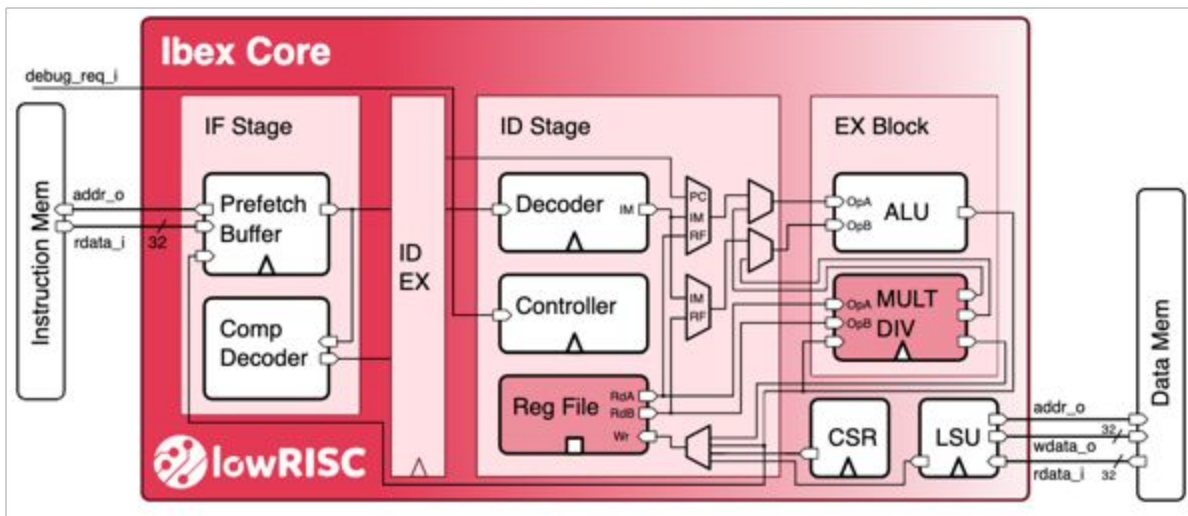 Ibex Core
debug_req_i
Instruction Mem
addr_o
rdata_i
32
IF Stage
Prefetch
Buffer
Comp
Decoder
ID
EX
ID Stage
Decoder
IM
Controller
Reg File
RdA
RdB
Wr
PC
IM
RF
IM
RF
EX Block
OpA
OpB
ALU
OpA
OpB
MULT
DIV
CSR
LSU
addr_o
32
wdata_o
rdata_i
32
Data Mem
lowRISC